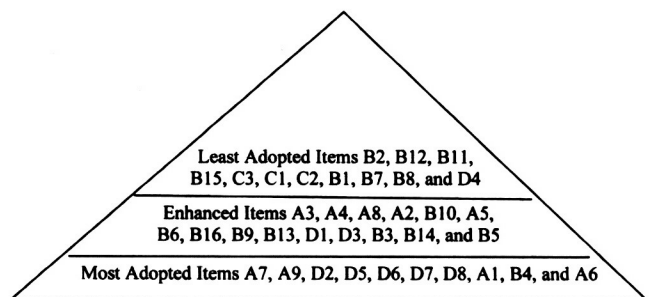 Least Adopted Items B2, B12, B11,
B15, C3, C1, C2, B1, B7, B8, and D4
Enhanced Items A3, A4, A8, A2, B10, A5,
B6, B16, B9, B13, D1, D3, B3, B14, and B5
Most Adopted Items A7, A9, D2, D5, D6, D7, D8, A1, B4, and A6